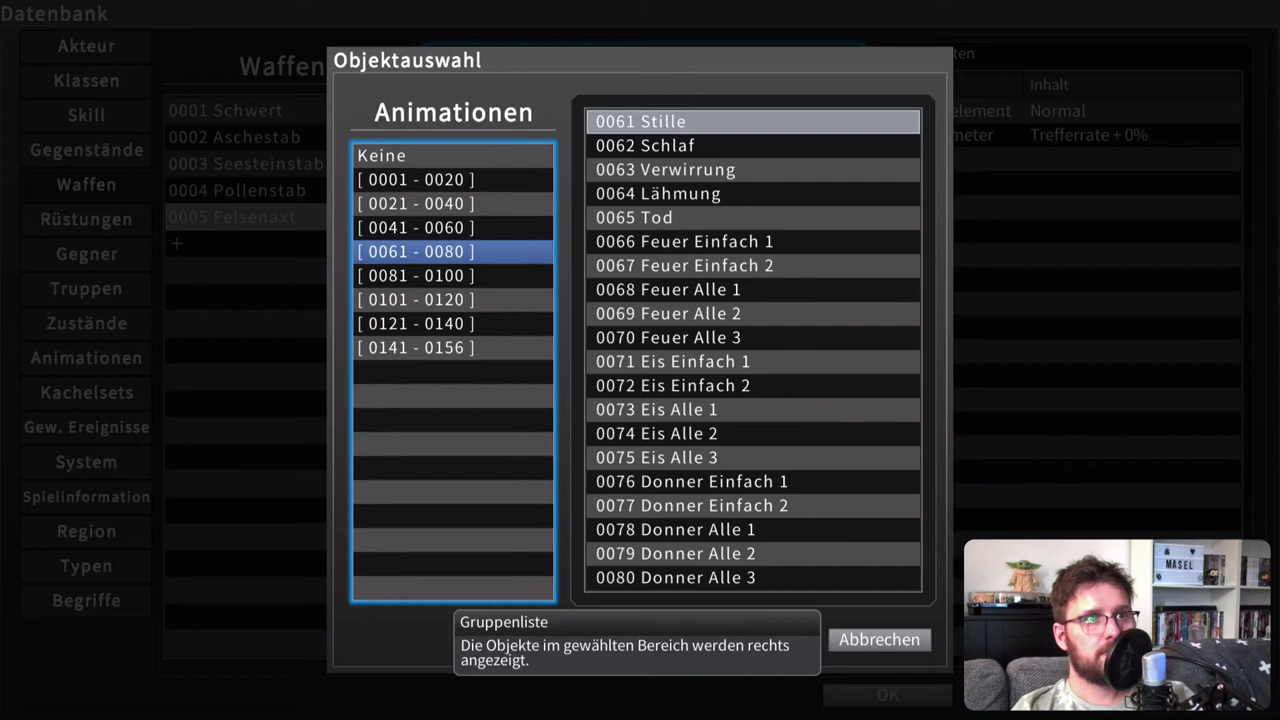 Datenbank
Akteur
Klassen
Skill
Gegenstände
Waffen
Rüstungen
Gegner
Truppen
Zustände
Animationen
Kachelsets
Gew. Ereignisse
System
Spielinformation
Region
Typen
Begriffe
Waffen
0001 Schwert
0002 Aschestab
0003 Seesteinstab
0004 Pollenstab
0005 Felsenaxt
+
Objektauswahl
Animationen
Keine
[ 0001 - 0020 ]
[ 0021 - 0040 ]
[ 0041 - 0060 ]
[ 0061 - 0080 ]
[ 0081 - 0100 ]
[ 0101 - 0120 ]
[ 0121 - 0140 ]
[ 0141 - 0156 ]
0061 Stille
0062 Schlaf
0063 Verwirrung
0064 Lähmung
0065 Tod
0066 Feuer Einfach 1
0067 Feuer Einfach 2
0068 Feuer Alle 1
0069 Feuer Alle 2
0070 Feuer Alle 3
0071 Eis Einfach 1
0072 Eis Einfach 2
0073 Eis Alle 1
0074 Eis Alle 2
0075 Eis Alle 3
0076 Donner Einfach 1
0077 Donner Einfach 2
0078 Donner Alle 1
0079 Donner Alle 2
0080 Donner Alle 3
Gruppenliste
Die Objekte im gewählten Bereich werden rechts
angezeigt.
Abbrechen
OK
ten
Inhalt
element Normal
meter Trefferrate + 0%
MASEL